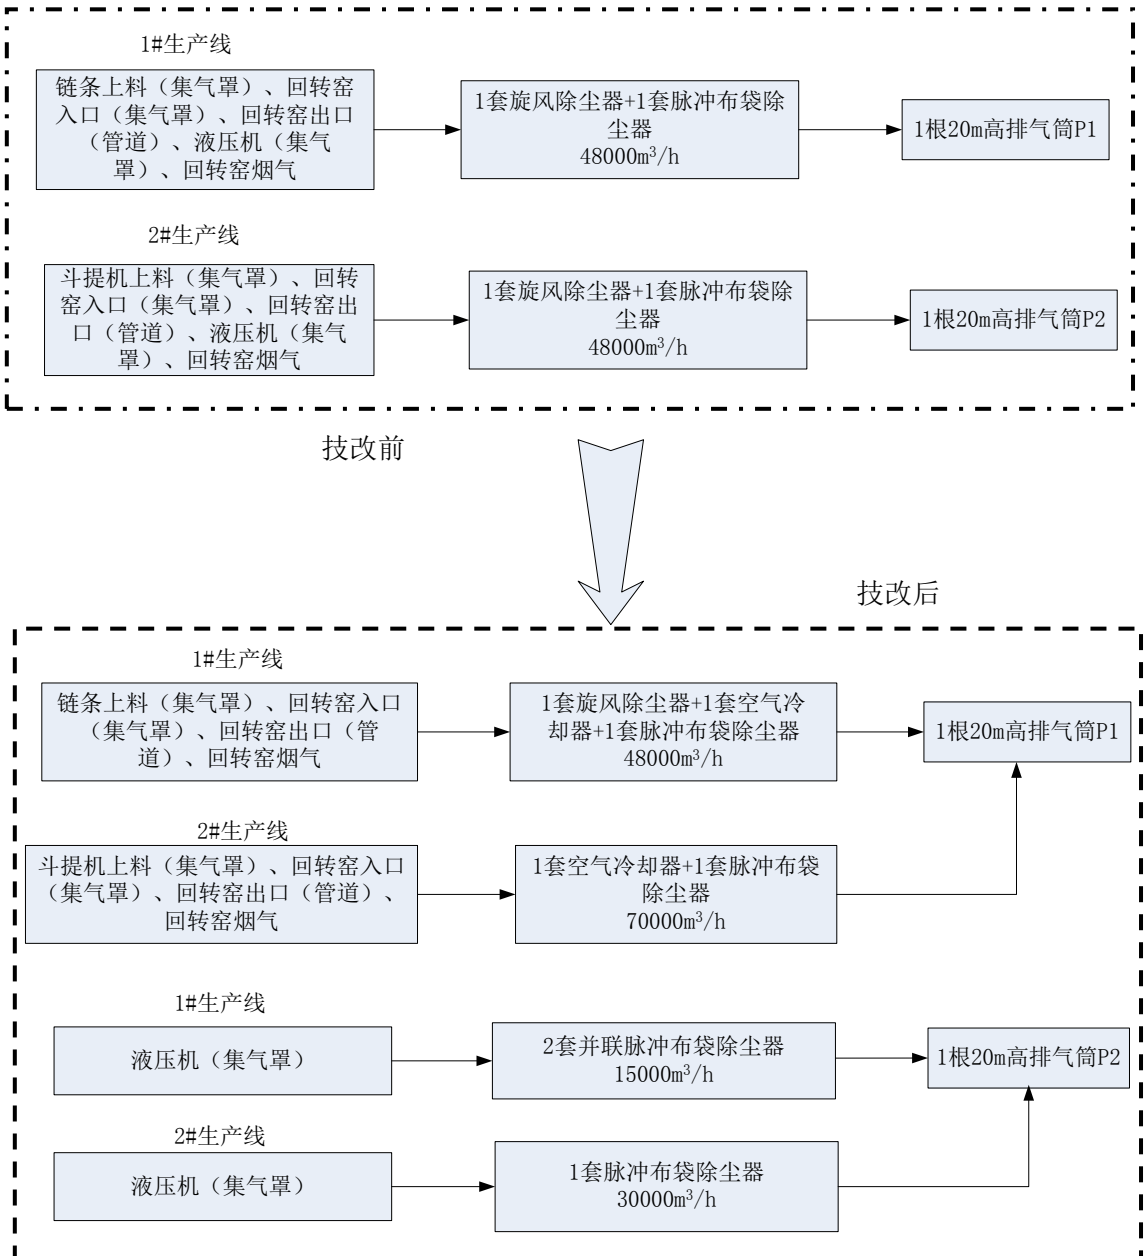 1#生产线
链条上料（集气罩）、回转窑
入口（集气罩）、回转窑出口
（管道）、液压机（集气
罩）、回转窑烟气
1套旋风除尘器+1套脉冲布袋除
尘器
48000m³/h
1根20m高排气筒P1
2#生产线
斗提机上料（集气罩）、回转
窑入口（集气罩）、回转窑出
口（管道）、液压机（集气
罩）、回转窑烟气
1套旋风除尘器+1套脉冲布袋除
尘器
48000m³/h
1根20m高排气筒P2
技改前
技改后
1#生产线
链条上料（集气罩）、回转窑入口
（集气罩）、回转窑出口（管
道）、回转窑烟气
1套旋风除尘器+1套空气冷
却器+1套脉冲布袋除尘器
48000m³/h
1根20m高排气筒P1
2#生产线
斗提机上料（集气罩）、回转窑入口
（集气罩）、回转窑出口（管道）、
回转窑烟气
1套空气冷却器+1套脉冲布袋
除尘器
70000m³/h
1#生产线
液压机（集气罩）
2套并联脉冲布袋除尘器
15000m³/h
1根20m高排气筒P2
2#生产线
液压机（集气罩）
1套脉冲布袋除尘器
30000m³/h